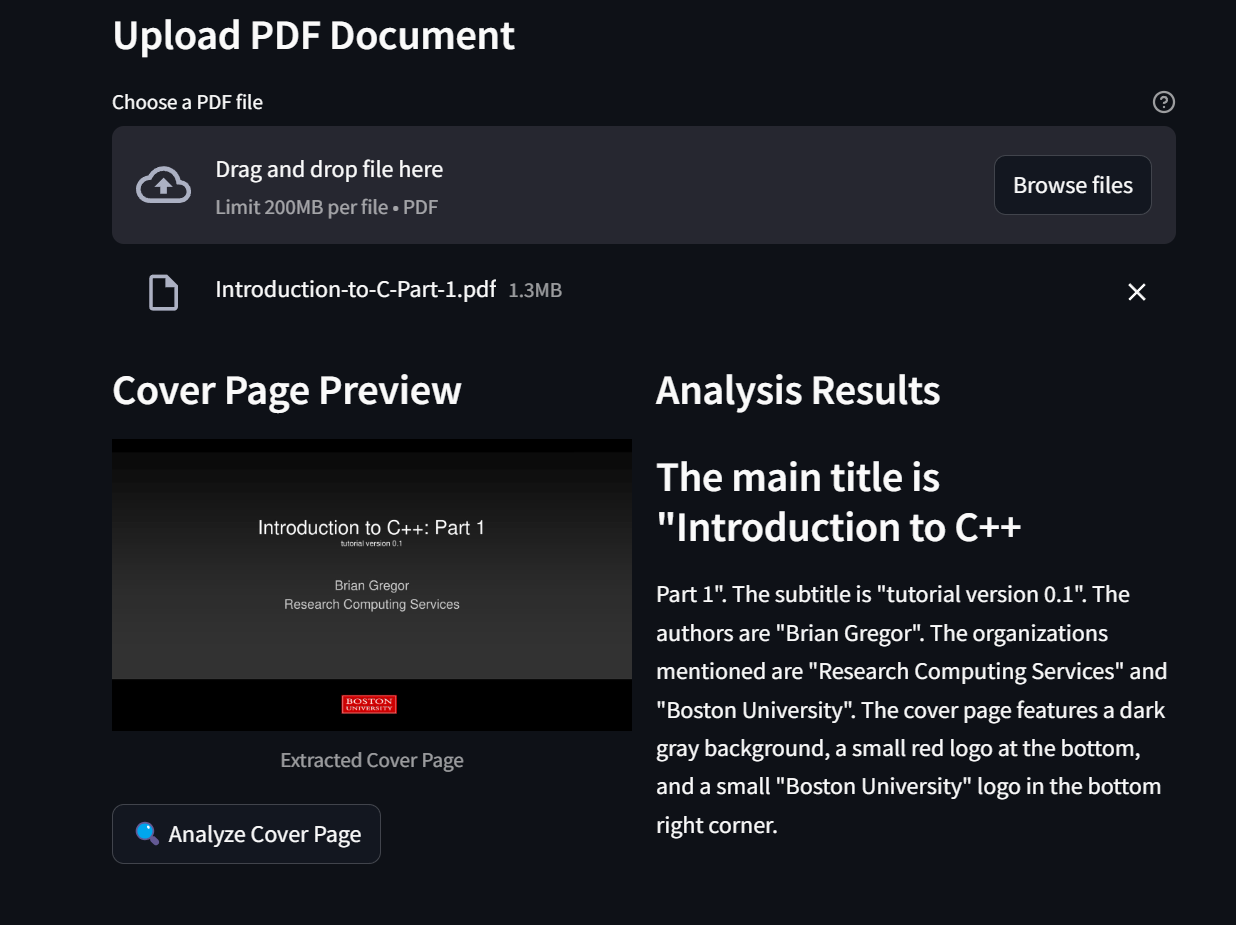 Upload PDF Document
Choose a PDF file
?
Drag and drop file here
Limit 200MB per file • PDF
Browse files
Introduction-to-C-Part-1.pdf 1.3MB
Cover Page Preview
Introduction to C++: Part 1
tutorial version 0.1
Brian Gregor
Research Computing Services
BOSTON
UNIVERSITY
Extracted Cover Page
Analyze Cover Page
Analysis Results
The main title is
"Introduction to C++
Part 1". The subtitle is "tutorial version 0.1". The
authors are "Brian Gregor". The organizations
mentioned are "Research Computing Services" and
"Boston University". The cover page features a dark
gray background, a small red logo at the bottom,
and a small "Boston University" logo in the bottom
right corner.